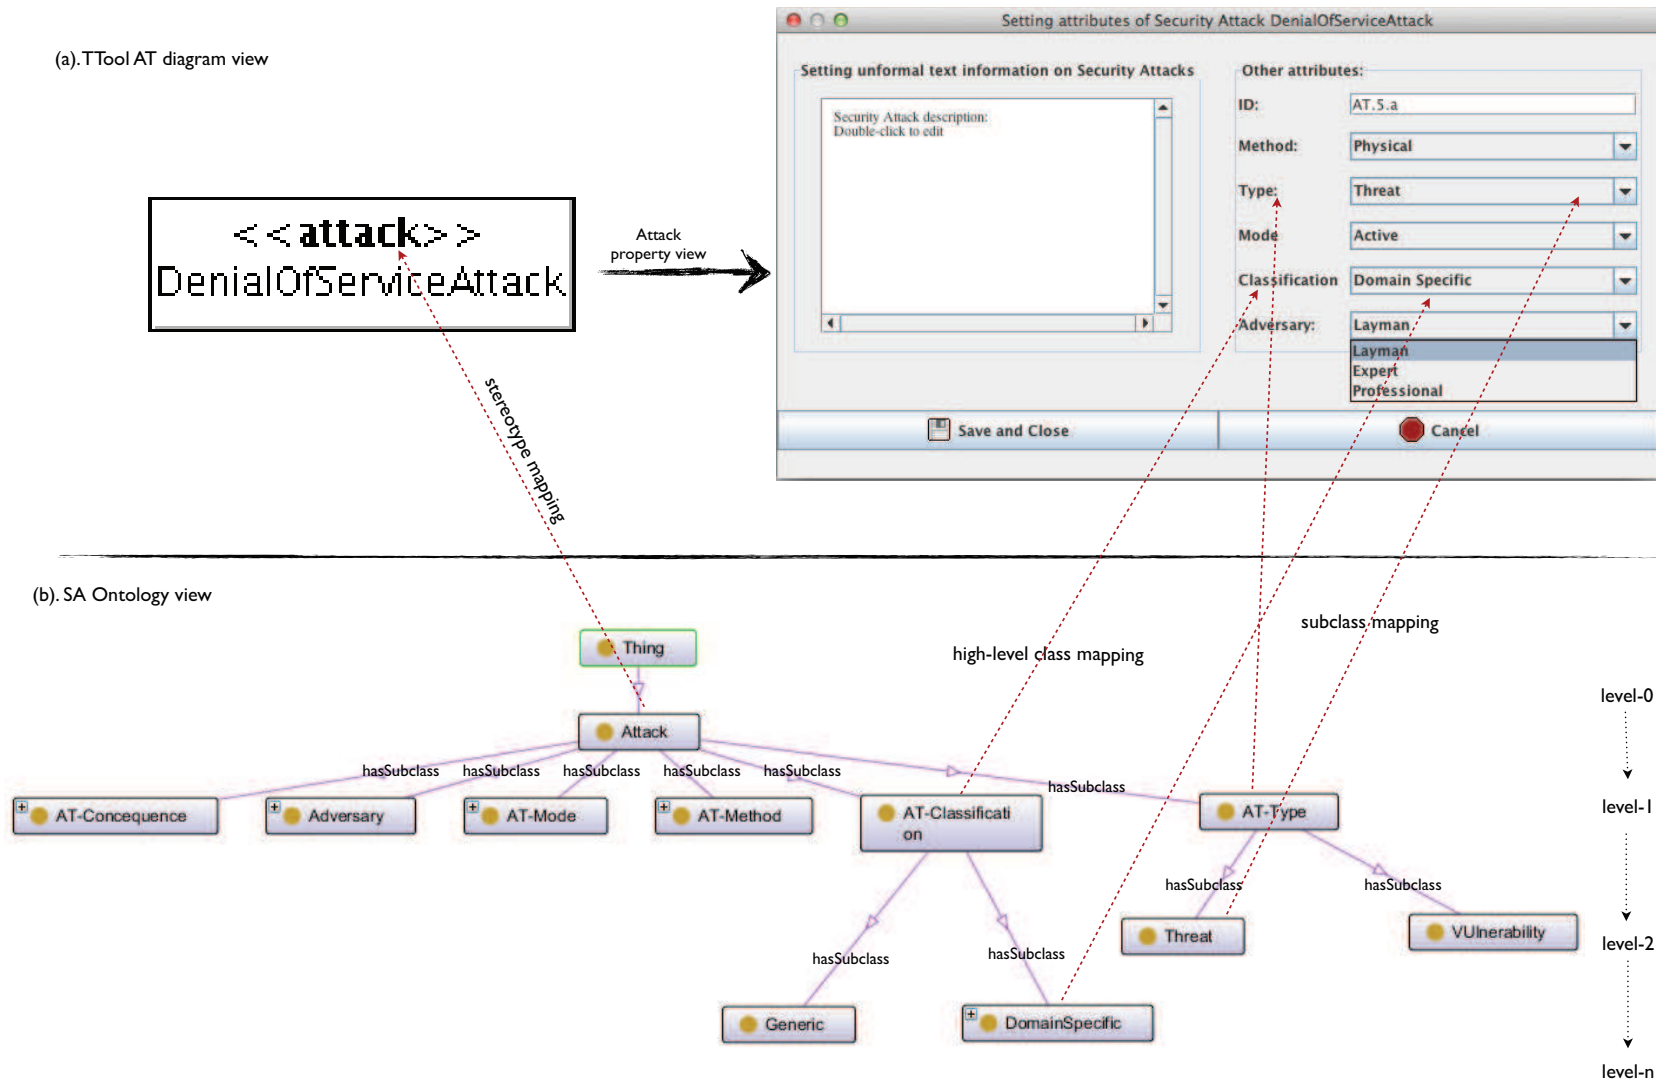 Setting attributes of Security Attack DenialOfServiceAttack
(a). TTool AT diagram view
Setting unformal text information on Security Attacks
Other attributes:
Security Attack description:
Double-click to edit
ID:
AT.5.a
Method:
Physical
Type:
Threat
Mode
Active
Classification
Domain Specific
Adversary:
Layman
Layman
Expert
Professional
Save and Close
Cancel
<<attack>>
DenialOfServiceAttack
Attack
property view
stereotype mapping
(b). SA Ontology view
high-level class mapping
subclass mapping
Thing
Attack
hasSubclass
hasSubclass
hasSubclass
hasSubclass
hasSubclass
hasSubclass
AT-Concequence
Adversary
AT-Mode
AT-Method
AT-Classificati
on
AT-Type
hasSubclass
hasSubclass
Threat
VUlnerability
hasSubclass
hasSubclass
Generic
DomainSpecific
level-0
level-1
level-2
level-n